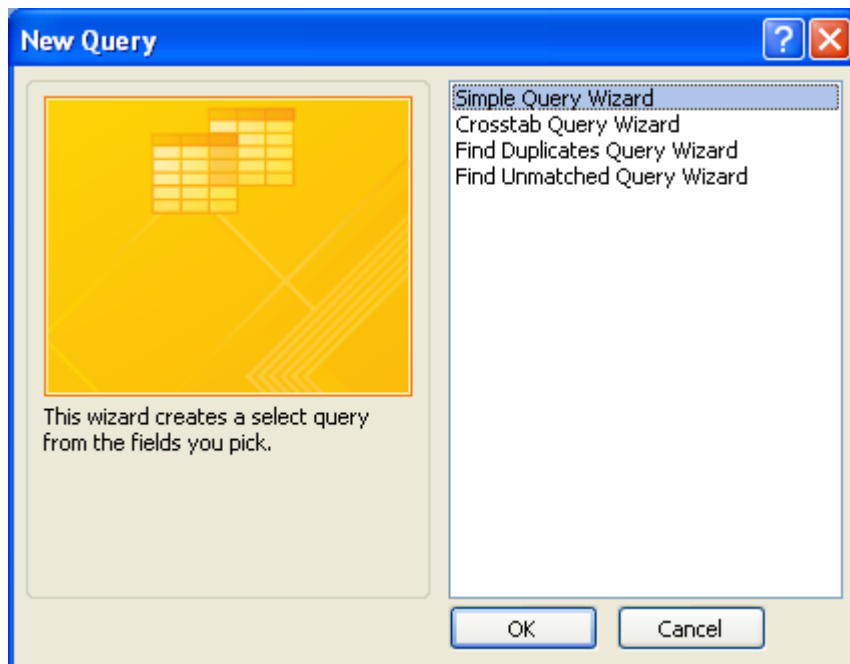 New Query
Simple Query Wizard
Crosstab Query Wizard
Find Duplicates Query Wizard
Find Unmatched Query Wizard
This wizard creates a select query
from the fields you pick.
OK
Cancel